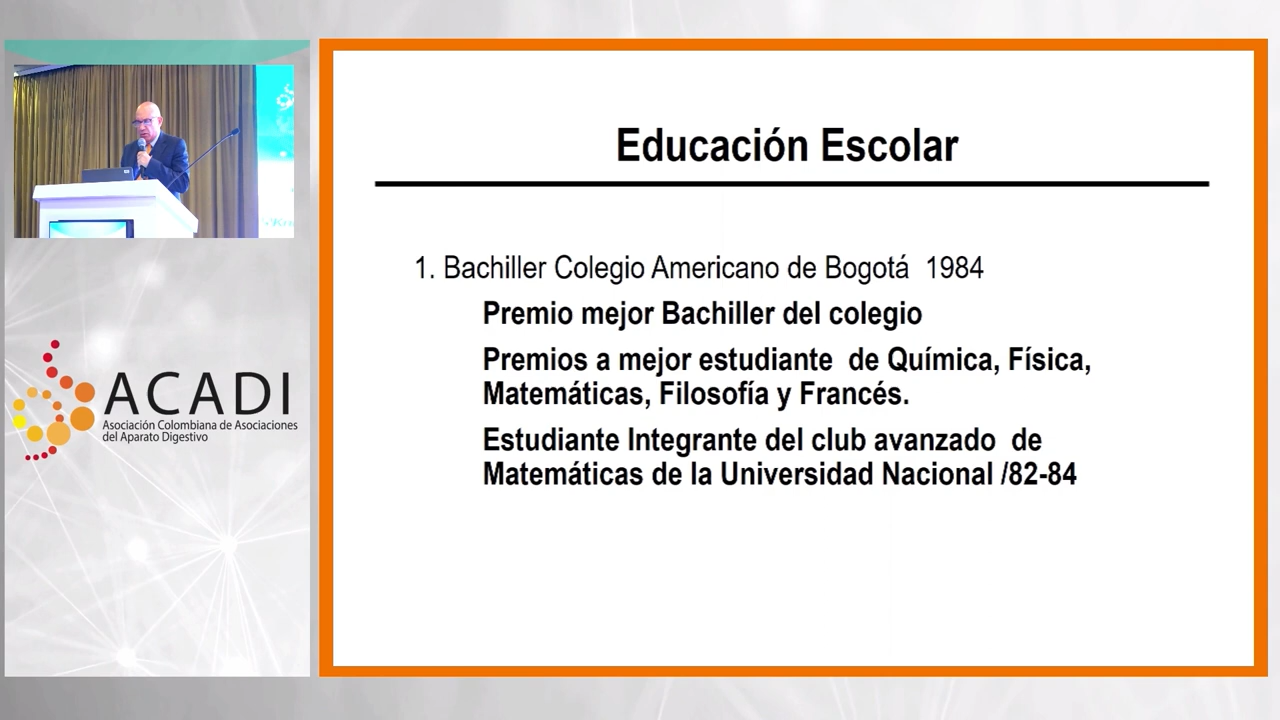 Educación Escolar
1. Bachiller Colegio Americano de Bogotá 1984
Premio mejor Bachiller del colegio
Premios a mejor estudiante de Química, Física,
Matemáticas, Filosofía y Francés.
Estudiante Integrante del club avanzado de
Matemáticas de la Universidad Nacional /82-84
ACADI
Asociación Colombiana de Asociaciones
del Aparato Digestivo